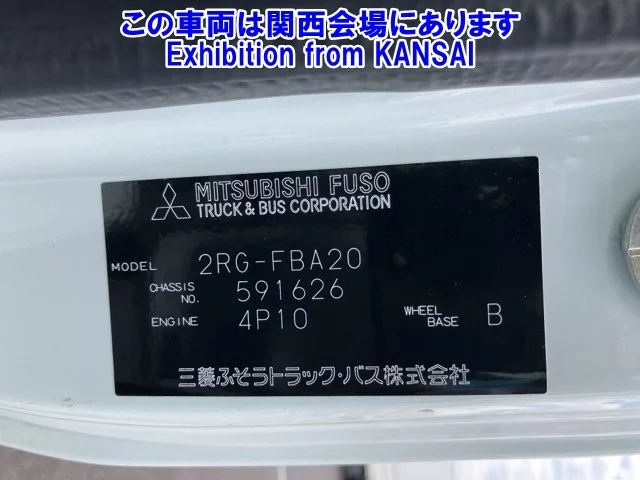 この車両は関西会場にあります
Exhibition from KANSAI
MITSUBISHI FUSO
TRUCK & BUS CORPORATION
MODEL 2RG-FBA20
CHASSIS NO. 591626
ENGINE 4P10 WHEEL BASE B
三菱ふそうトラック・バス株式会社